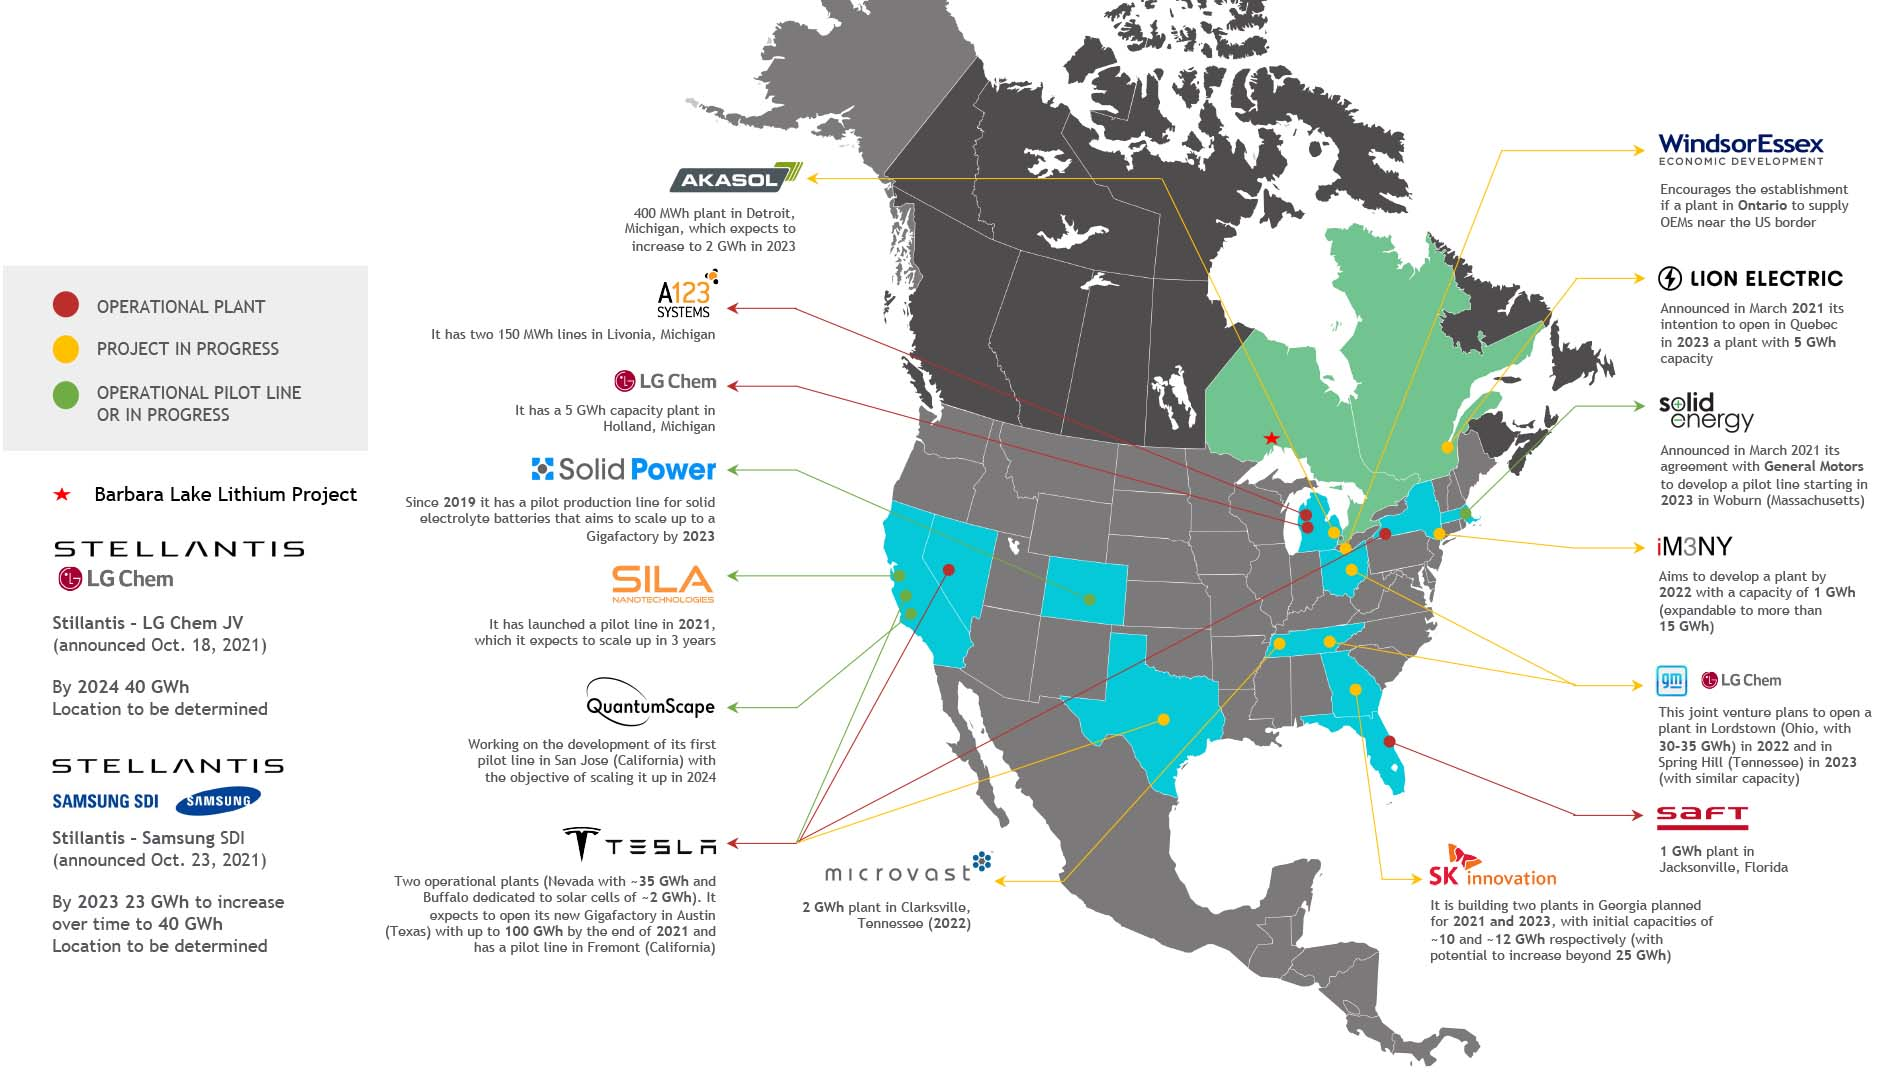 OPERATIONAL PLANT
PROJECT IN PROGRESS
OPERATIONAL PILOT LINE
OR IN PROGRESS
Barbara Lake Lithium Project
STELLANTIS
LG Chem
Stillantis - LG Chem JV
(announced Oct. 18, 2021)
By 2024 40 GWh
Location to be determined
STELLANTIS
SAMSUNG SDI SAMSUNG
Stillantis - Samsung SDI
(announced Oct. 23, 2021)
By 2023 23 GWh to increase
over time to 40 GWh
Location to be determined
AKASOL
400 MWh plant in Detroit,
Michigan, which expects to
increase to 2 GWh in 2023
A123
SYSTEMS
It has two 150 MWh lines in Livonia, Michigan
LG Chem
It has a 5 GWh capacity plant in
Holland, Michigan
Solid Power
Since 2019 it has a pilot production line for solid
electrolyte batteries that aims to scale up to a
Gigafactory by 2023
SILA
NANOTECHNOLOGIES
It has launched a pilot line in 2021,
which it expects to scale up in 3 years
QuantumScape
Working on the development of its first
pilot line in San Jose (California) with
the objective of scaling it up in 2024
TESLA
Two operational plants (Nevada with ~35 GWh and
Buffalo dedicated to solar cells of ~2 GWh). It
expects to open its new Gigafactory in Austin
(Texas) with up to 100 GWh by the end of 2021 and
has a pilot line in Fremont (California)
microvast
2 GWh plant in Clarksville,
Tennessee (2022)
WindsorEssex
ECONOMIC DEVELOPMENT
Encourages the establishment
if a plant in Ontario to supply
OEMs near the US border
LION ELECTRIC
Announced in March 2021 its
intention to open in Quebec
in 2023 a plant with 5 GWh
capacity
solid
energy
Announced in March 2021 its
agreement with General Motors
to develop a pilot line starting in
2023 in Woburn (Massachusetts)
iM3NY
Aims to develop a plant by
2022 with a capacity of 1 GWh
(expandable to more than
15 GWh)
gm LG Chem
This joint venture plans to open a
plant in Lordstown (Ohio, with
30-35 GWh) in 2022 and in
Spring Hill (Tennessee) in 2023
(with similar capacity)
saft
1 GWh plant in
Jacksonville, Florida
SK innovation
It is building two plants in Georgia planned
for 2021 and 2023, with initial capacities of
~10 and ~12 GWh respectively (with
potential to increase beyond 25 GWh)